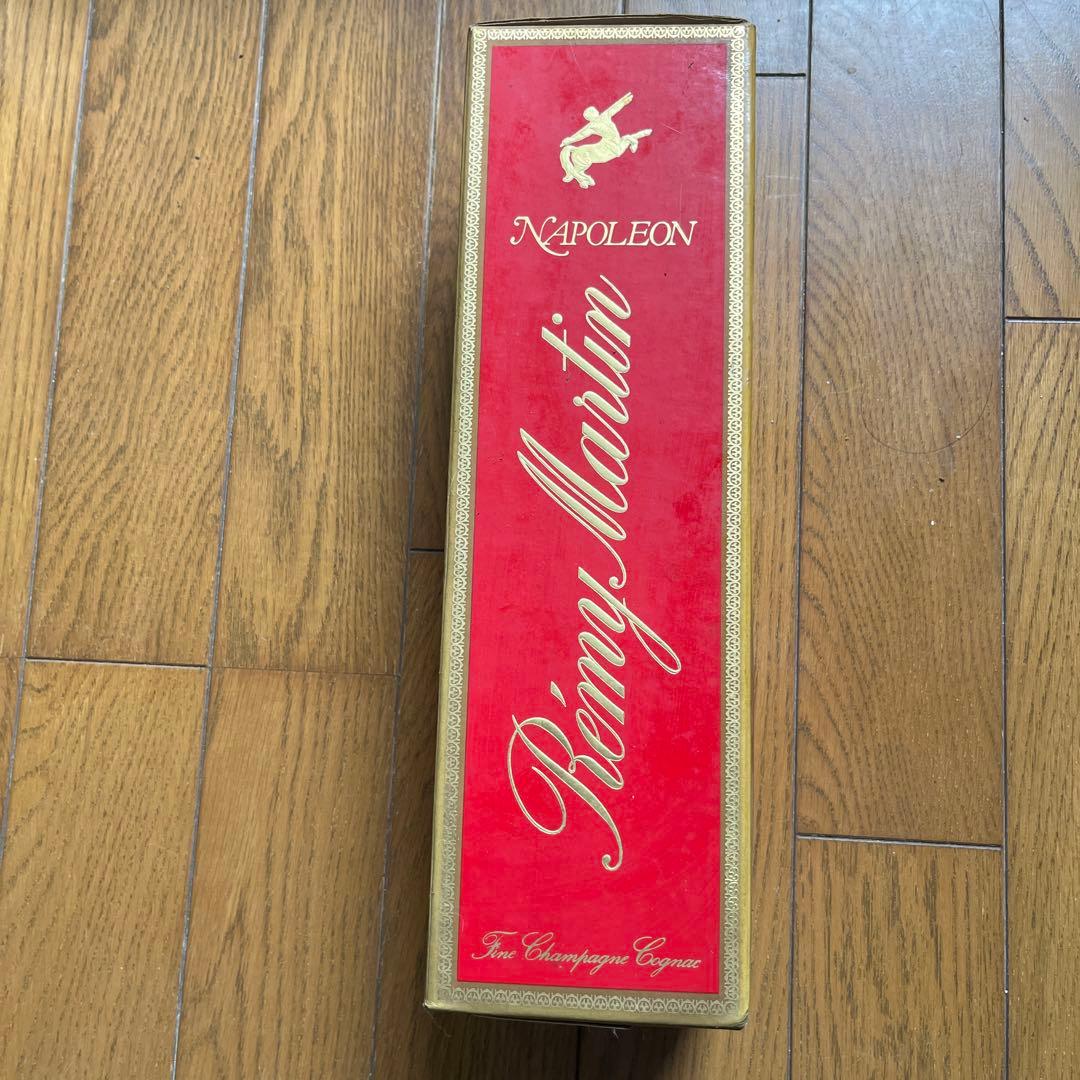 NAPOLEON
Rémy Martin
Fine Champagne Cognac